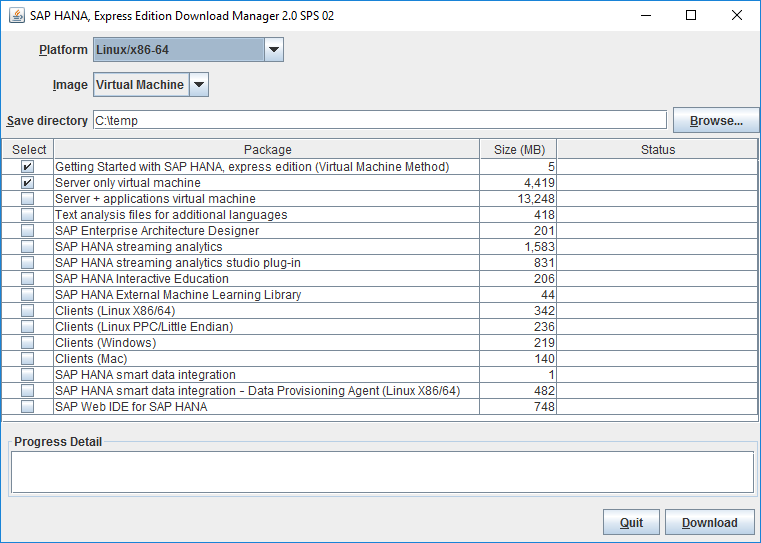 SAP HANA, Express Edition Download Manager 2.0 SPS 02
Platform Linux/x86-64
Image Virtual Machine
Save directory C:\temp Browse...
Select Package Size (MB) Status
Getting Started with SAP HANA, express edition (Virtual Machine Method) 5
Server only virtual machine 4,419
Server + applications virtual machine 13,248
Text analysis files for additional languages 418
SAP Enterprise Architecture Designer 201
SAP HANA streaming analytics 1,583
SAP HANA streaming analytics studio plug-in 831
SAP HANA Interactive Education 206
SAP HANA External Machine Learning Library 44
Clients (Linux X86/64) 342
Clients (Linux PPC/Little Endian) 236
Clients (Windows) 219
Clients (Mac) 140
SAP HANA smart data integration 1
SAP HANA smart data integration - Data Provisioning Agent (Linux X86/64) 482
SAP Web IDE for SAP HANA 748
Progress Detail
Quit Download